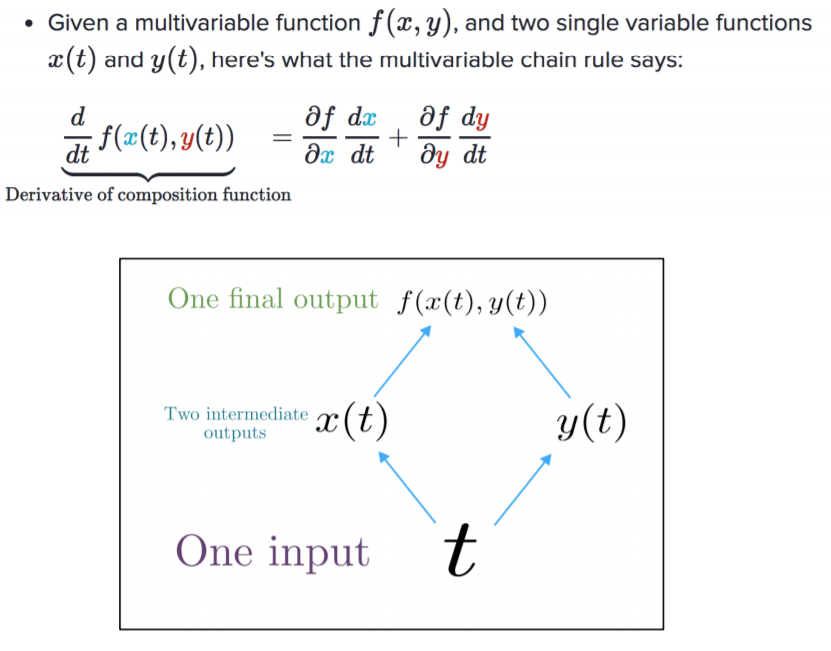 • Given a multivariable function f(x, y), and two single variable functions
x(t) and y(t), here's what the multivariable chain rule says:
d/dt f(x(t), y(t)) = ∂f/∂x dx/dt + ∂f/∂y dy/dt
Derivative of composition function
One final output f(x(t), y(t))
Two intermediate
outputs
x(t) y(t)
One input t